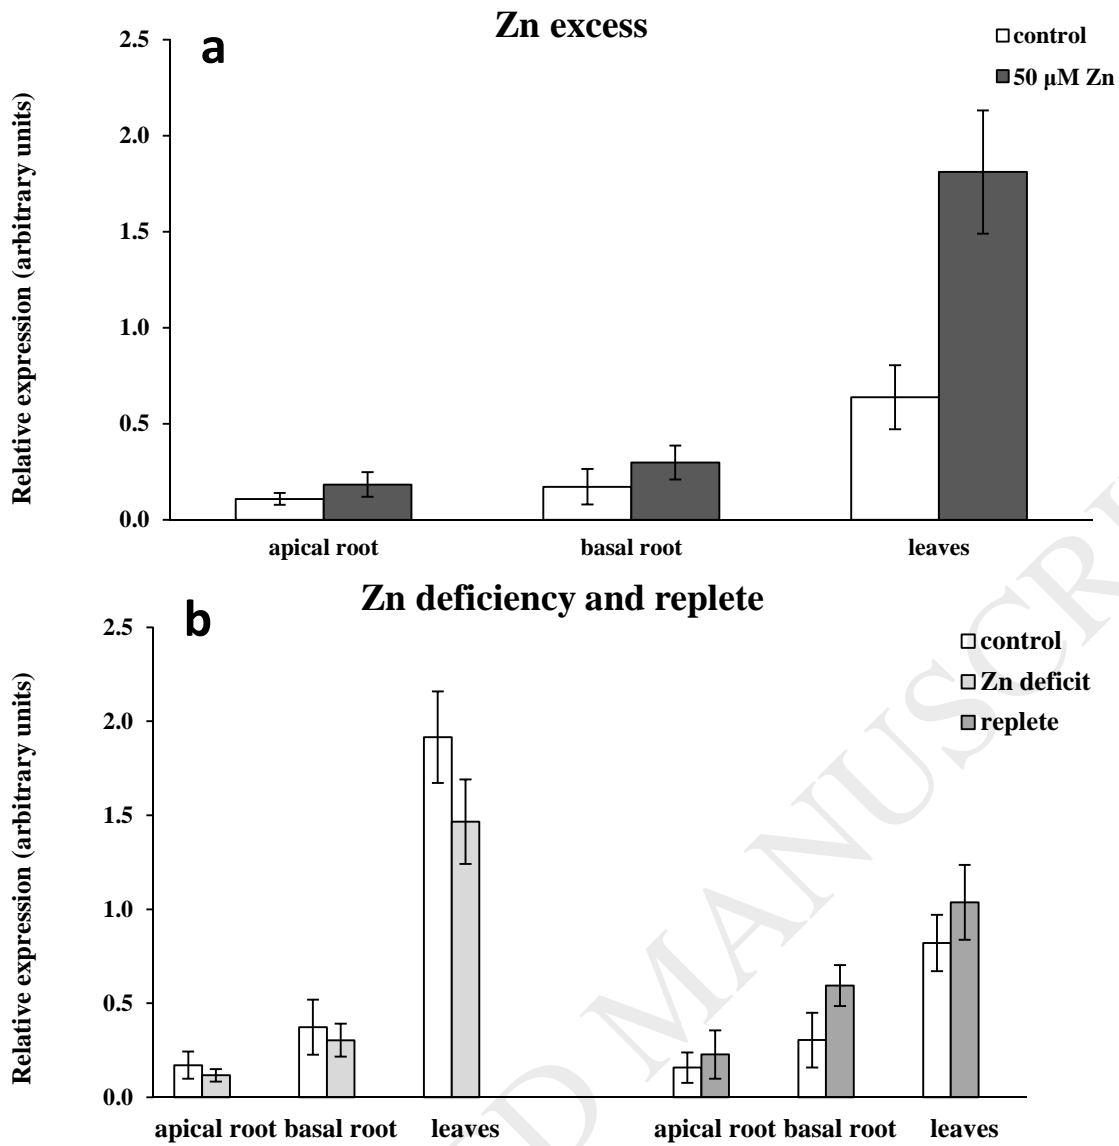 Zn excess
a
control
50 μM Zn
Relative expression (arbitrary units)
2.5
2.0
1.5
1.0
0.5
0.0
apical root basal root leaves
Zn deficiency and replete
b
control
Zn deficit
replete
Relative expression (arbitrary units)
2.5
2.0
1.5
1.0
0.5
0.0
apical root basal root leaves apical root basal root leaves
D MANUSCRI